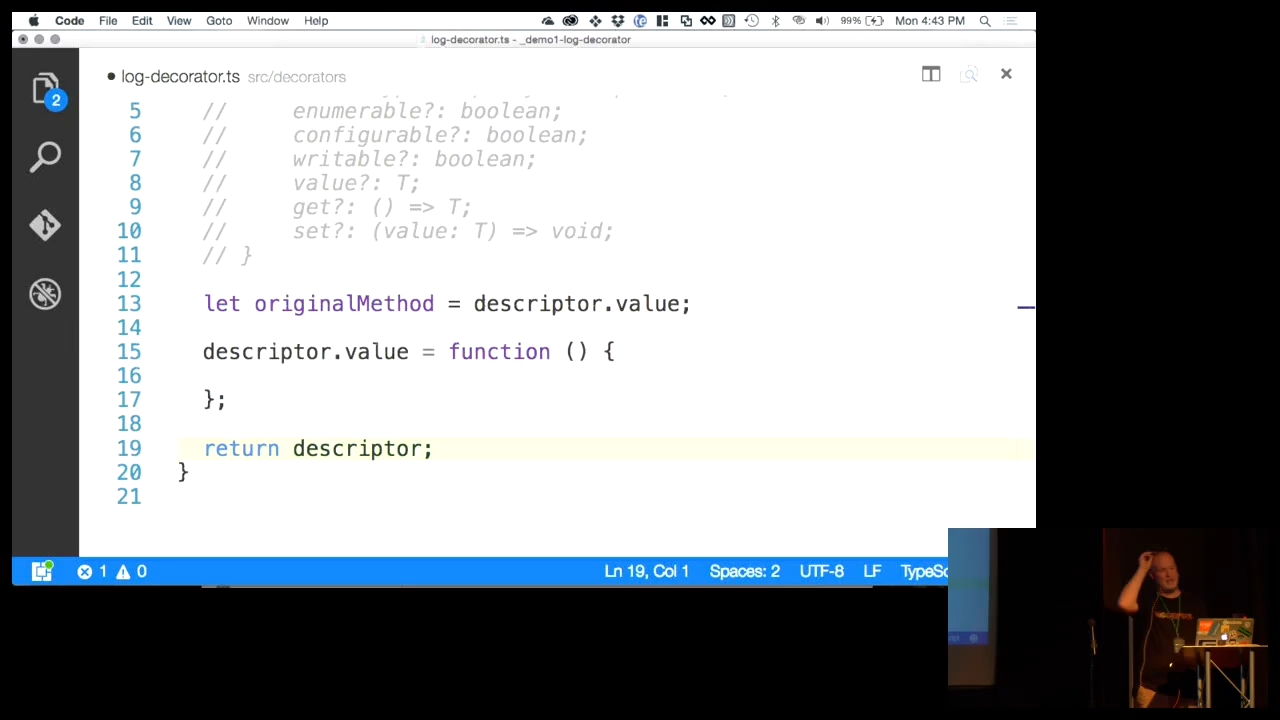 Code File Edit View Goto Window Help 99% Mon 4:43 PM
log-decorator.ts - _demo1-log-decorator
log-decorator.ts src/decorators
2
5 // enumerable?: boolean;
6 // configurable?: boolean;
7 // writable?: boolean;
8 // value?: T;
9 // get?: () => T;
10 // set?: (value: T) => void;
11 // }
12
13 let originalMethod = descriptor.value;
14
15 descriptor.value = function () {
16
17 };
18
19 return descriptor;
20 }
21
1 0 Ln 19, Col 1 Spaces: 2 UTF-8 LF TypeSc